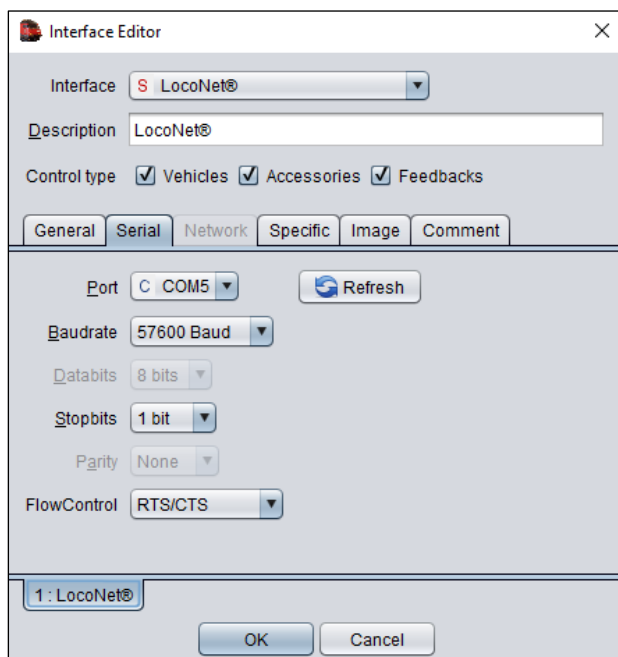 Interface Editor
Interface S LocoNet®
Description LocoNet®
Control type Vehicles Accessories Feedbacks
General Serial Network Specific Image Comment
Port C COM5 Refresh
Baudrate 57600 Baud
Databits 8 bits
Stopbits 1 bit
Parity None
FlowControl RTS/CTS
1 : LocoNet®
OK Cancel